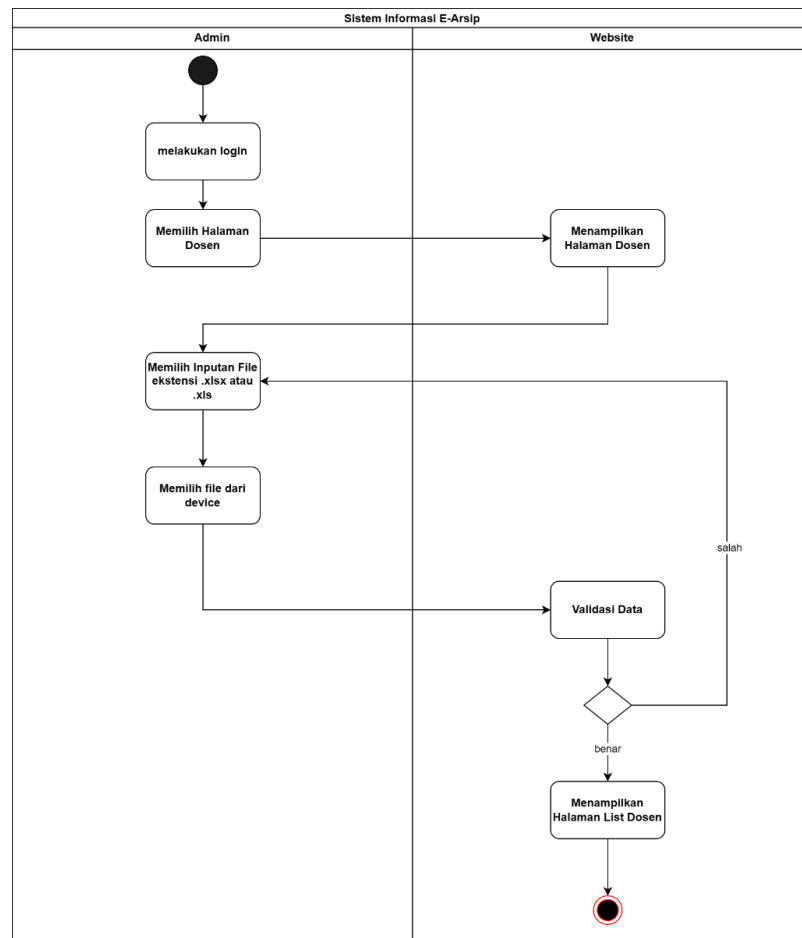 Sistem Informasi E-Arsip
Admin
Website
melakukan login
Memilih Halaman
Dosen
Menampilkan
Halaman Dosen
Memilih Inputan File
ekstensi .xlsx atau
.xls
Memilih file dari
device
salah
Validasi Data
benar
Menampilkan
Halaman List Dosen